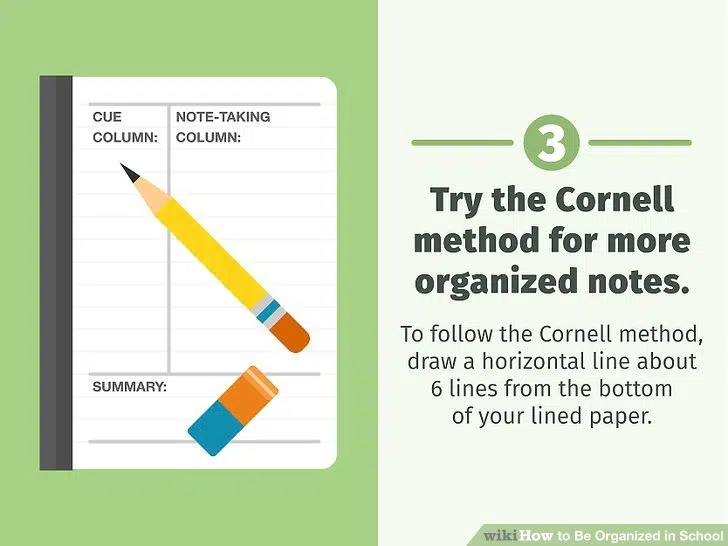 CUE
COLUMN:
NOTE-TAKING
COLUMN:
SUMMARY:
3
Try the Cornell
method for more
organized notes.
To follow the Cornell method,
draw a horizontal line about
6 lines from the bottom
of your lined paper.
wikiHow to Be Organized in School